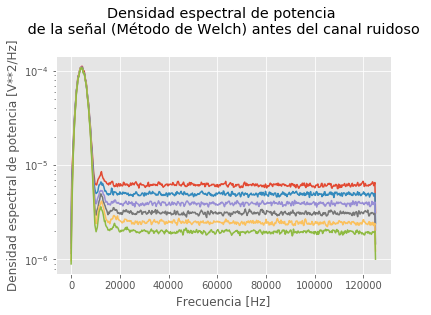 Densidad espectral de potencia
de la señal (Método de Welch) antes del canal ruidoso
Densidad espectral de potencia [V**2/Hz]
10⁻⁴
10⁻⁵
10⁻⁶
0 20000 40000 60000 80000 100000 120000
Frecuencia [Hz]